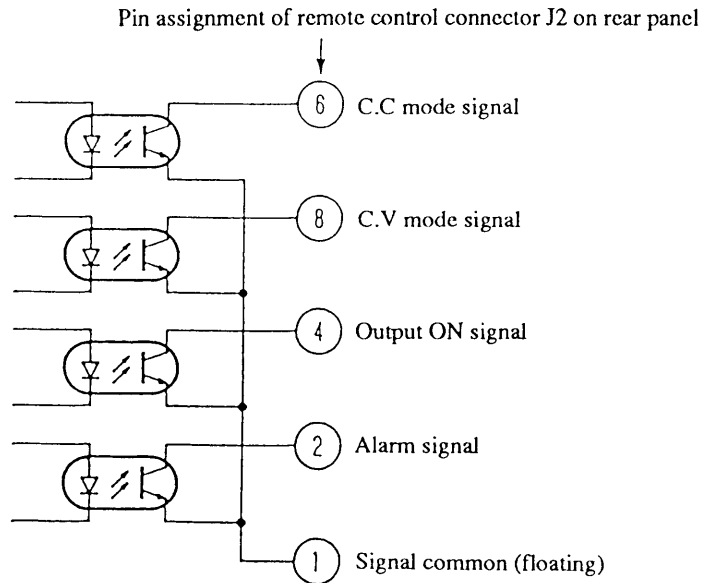 Pin assignment of remote control connector J2 on rear panel
6 C.C mode signal
8 C.V mode signal
4 Output ON signal
2 Alarm signal
1 Signal common (floating)